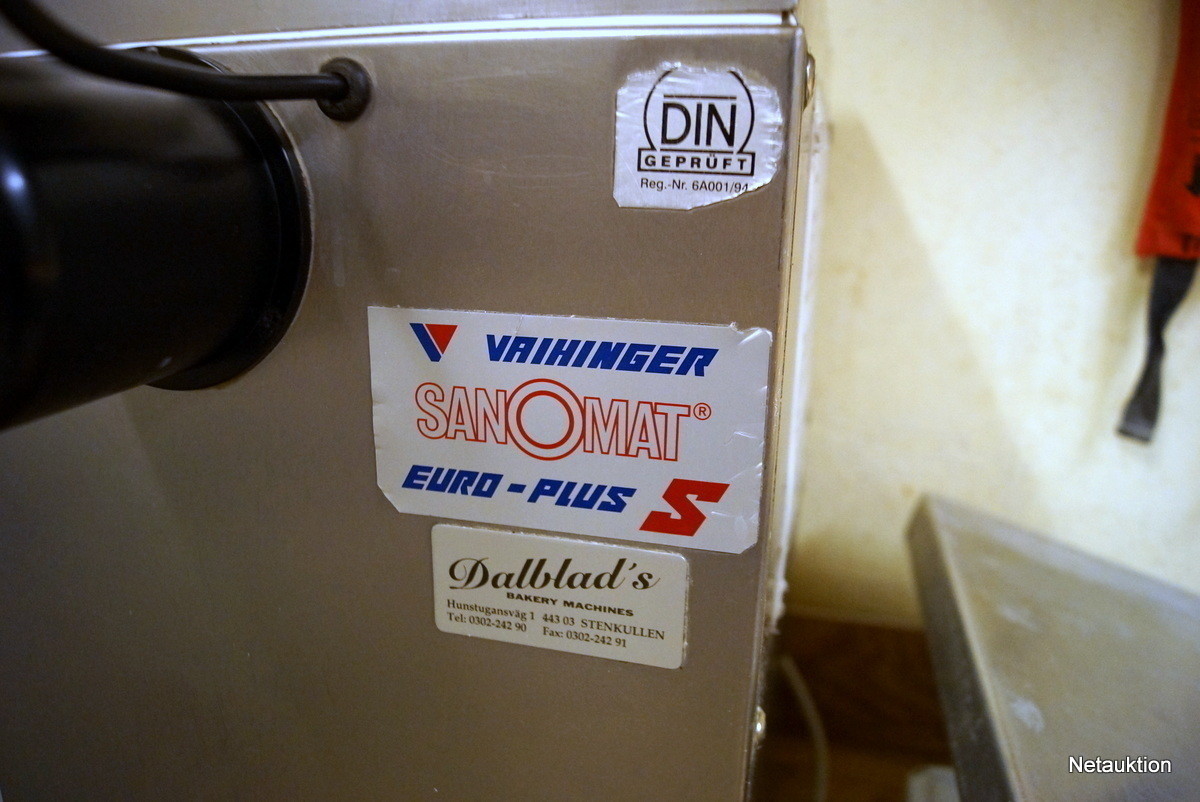 DIN
GEPRÜFT
Reg.-Nr. 6A001/94
VAIHINGER
SANOMAT®
EURO-PLUS S
Dalblad's
BAKERY MACHINES
Hunstugansväg 1 443 03 STENKULLEN
Tel: 0302-242 90 Fax: 0302-242 91
Netauktion